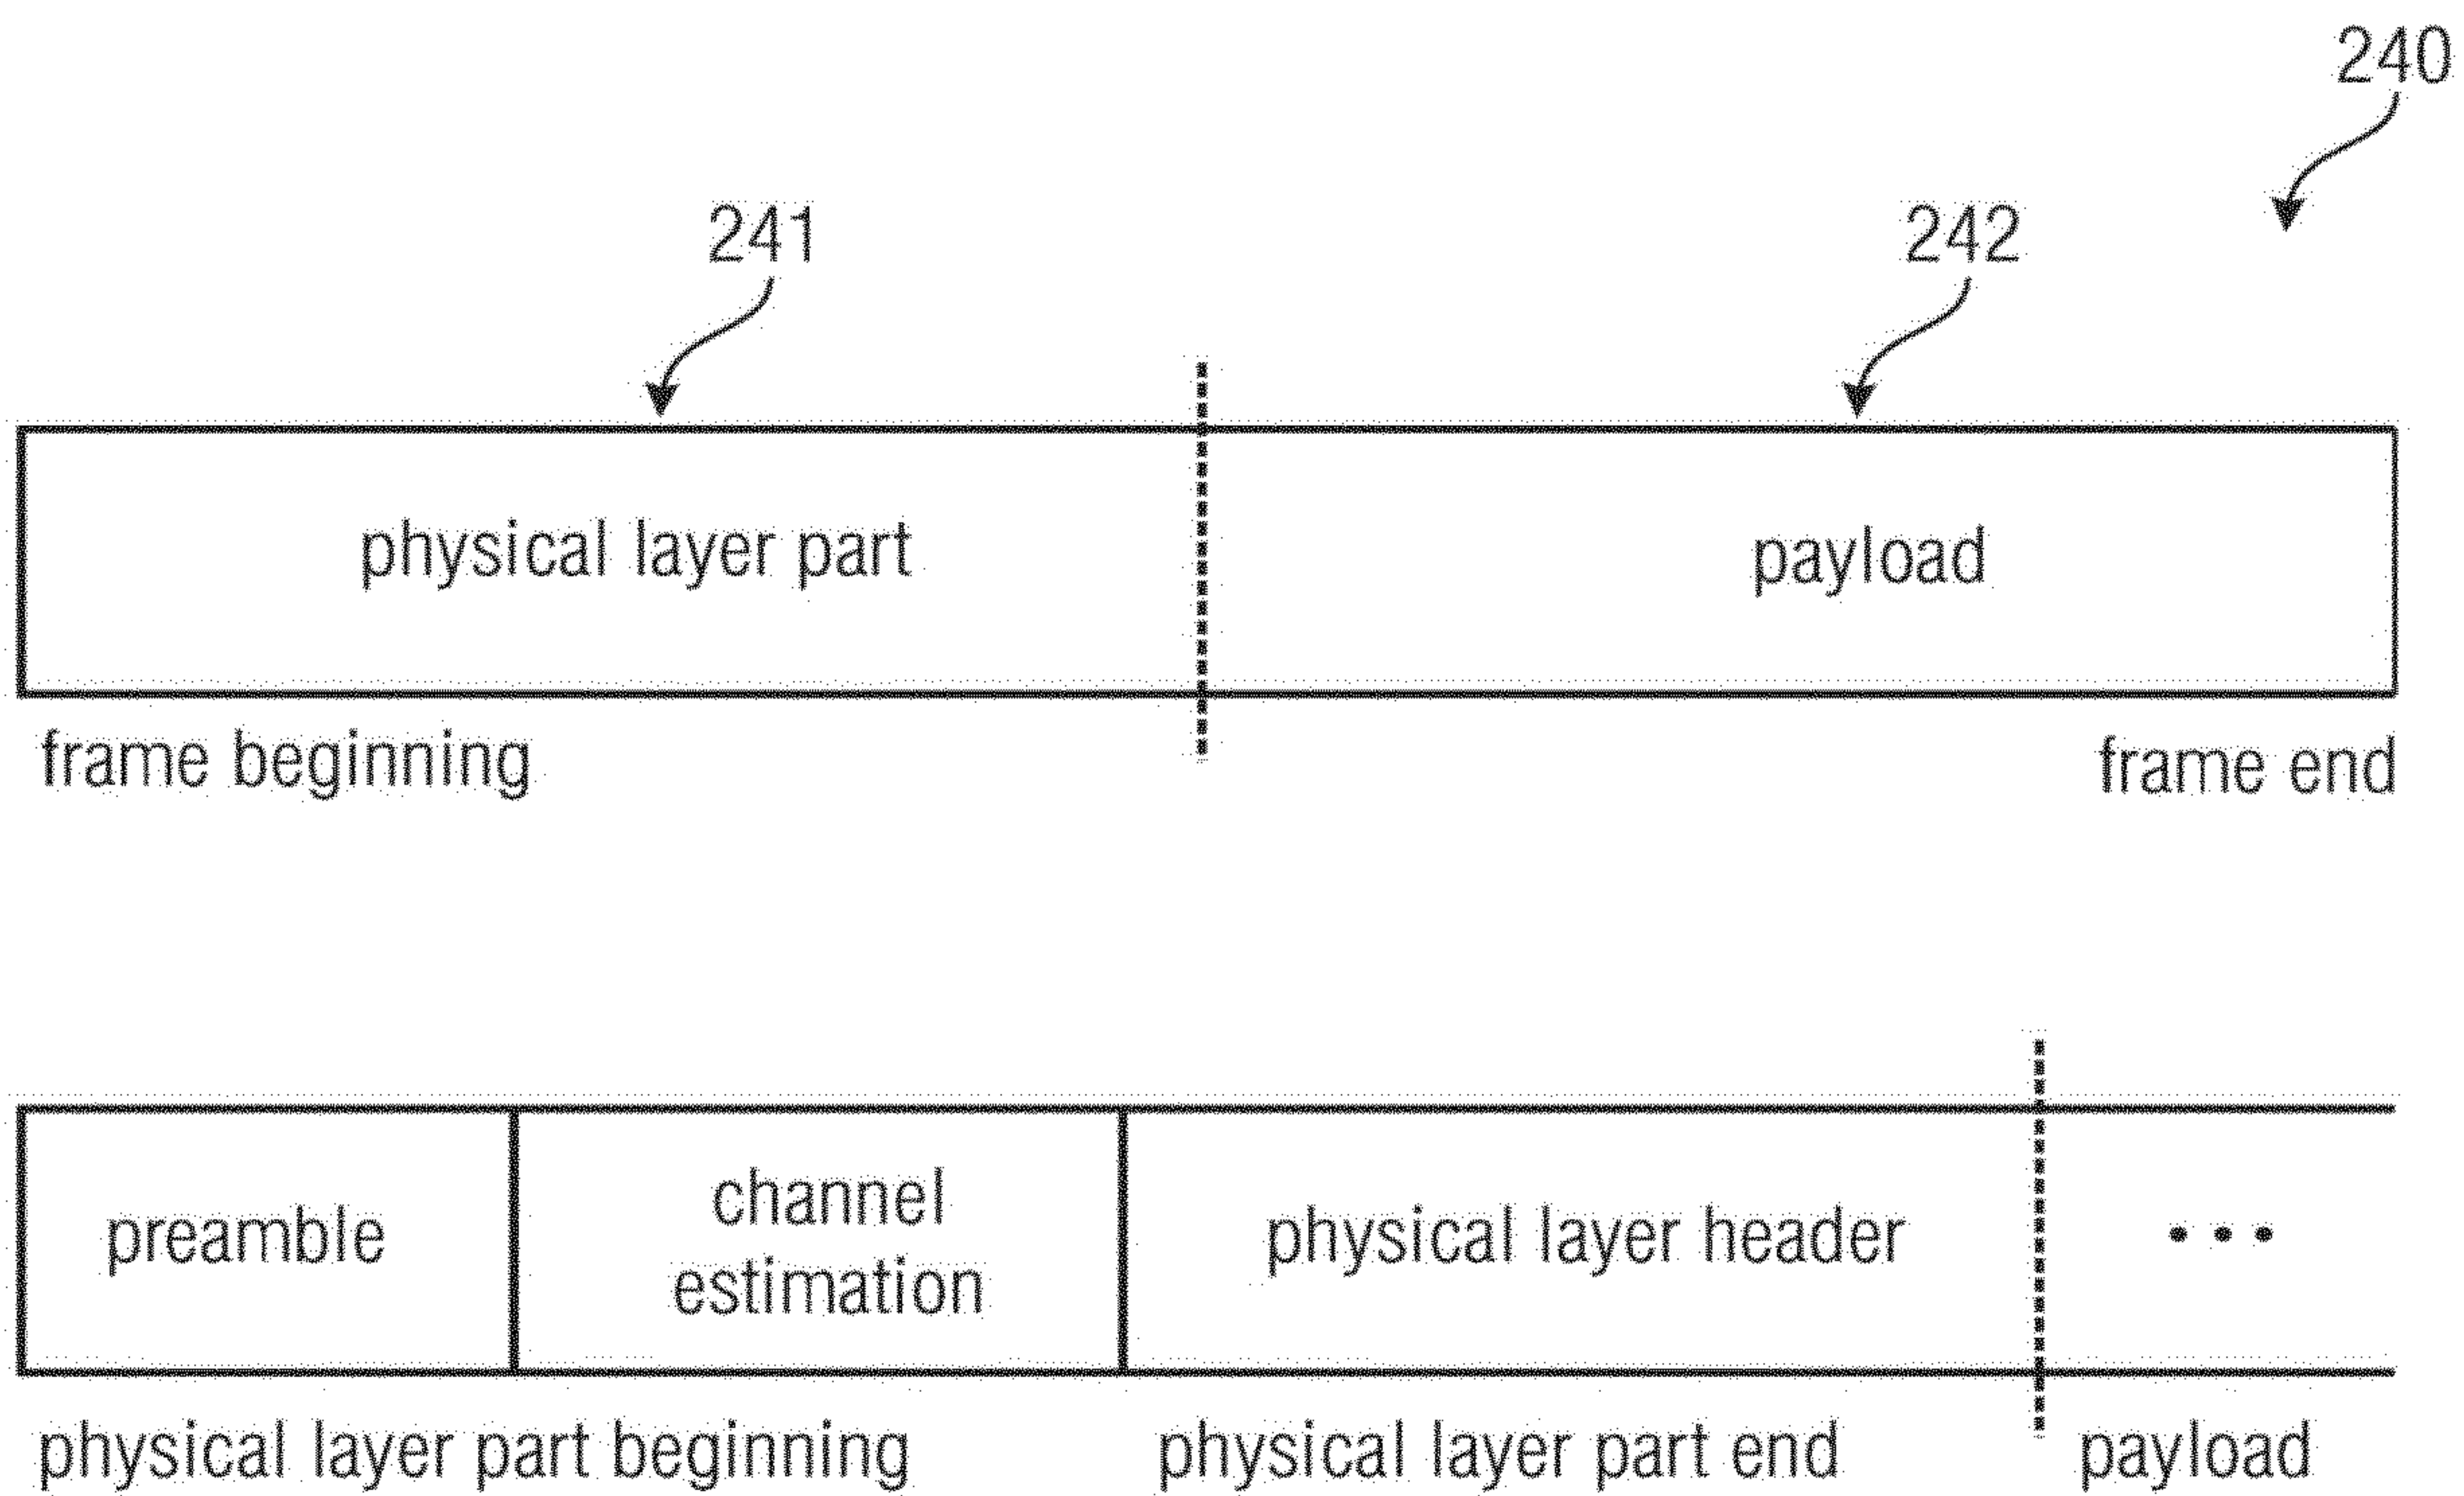 240
241
242
physical layer part
payload
frame beginning
frame end
preamble
channel
estimation
physical layer header
• • •
physical layer part beginning
physical layer part end
payload